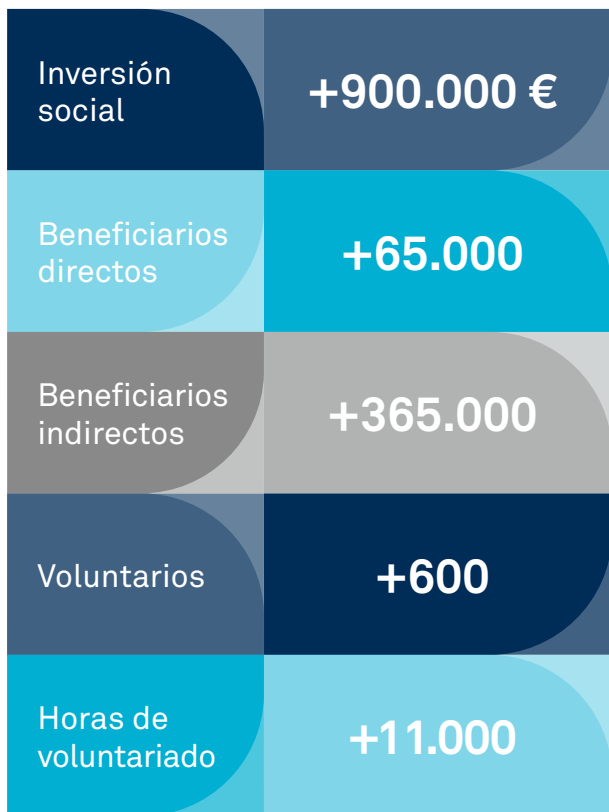 Inversión
social
+900.000 €
Beneficiarios
directos
+65.000
Beneficiarios
indirectos
+365.000
Voluntarios
+600
Horas de
voluntariado
+11.000